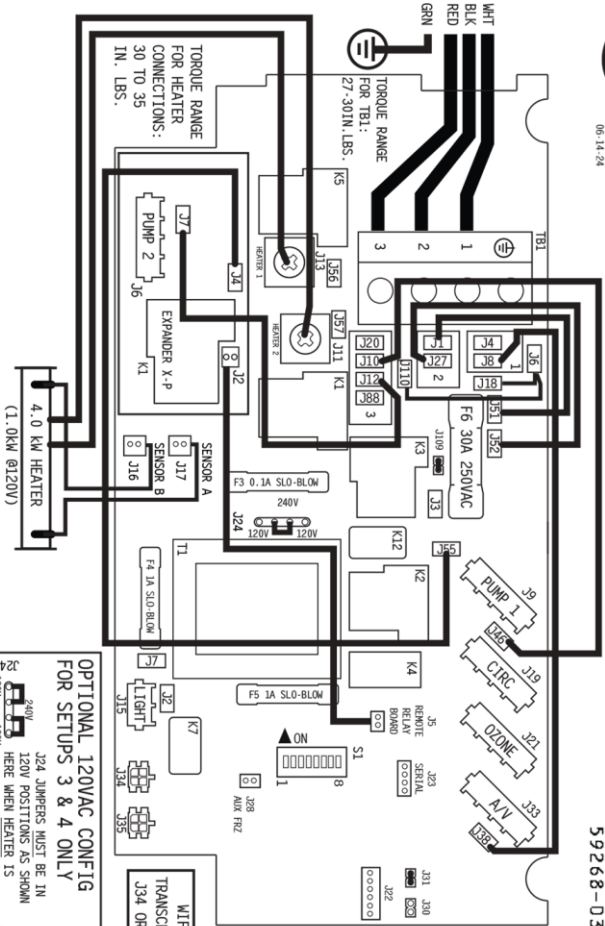 06-14-24
59268-03
WHT
BLK
RED
GRN
TORQUE RANGE
FOR TB1:
27-30IN.LBS.
TORQUE RANGE
FOR HEATER
CONNECTIONS:
30 TO 35
IN. LBS.
TB1
1
2
3
K5
J13
J56
HEATER 1
J57
J11
HEATER 2
J4
J7
PUMP 2
J6
EXPANDER X-P
K1
J2
K1
J20
J10
J12
J88
3
J1
J27
2
J110
J4
J8
1
J6
J18
J51
J52
F6 30A 250VAC
K3
J109
J3
J55
K12
K2
K4
SENSOR A
J17
SENSOR B
J16
4.0 kW HEATER
(1.0kW @120V)
F3 0.1A SLO-BLOW
240V
J24
120V
120V
T1
F4 1A SLO-BLOW
F5 1A SLO-BLOW
J7
J2
LIGHT
J15
K7
J34
J35
J9
PUMP 1
J46
J19
CIRC
J21
OZONE
J33
A/V
J38
J5
REMOTE
RELAY
BOARD
J23
SERIAL
ON
S1
1
8
J28
AUX FRZ
J31
J30
J22
OPTIONAL 120VAC CONFIG
FOR SETUPS 3 & 4 ONLY
240V
J24 JUMPERS MUST BE IN
120V POSITIONS AS SHOWN
HERE WHEN HEATER IS
J34 OR